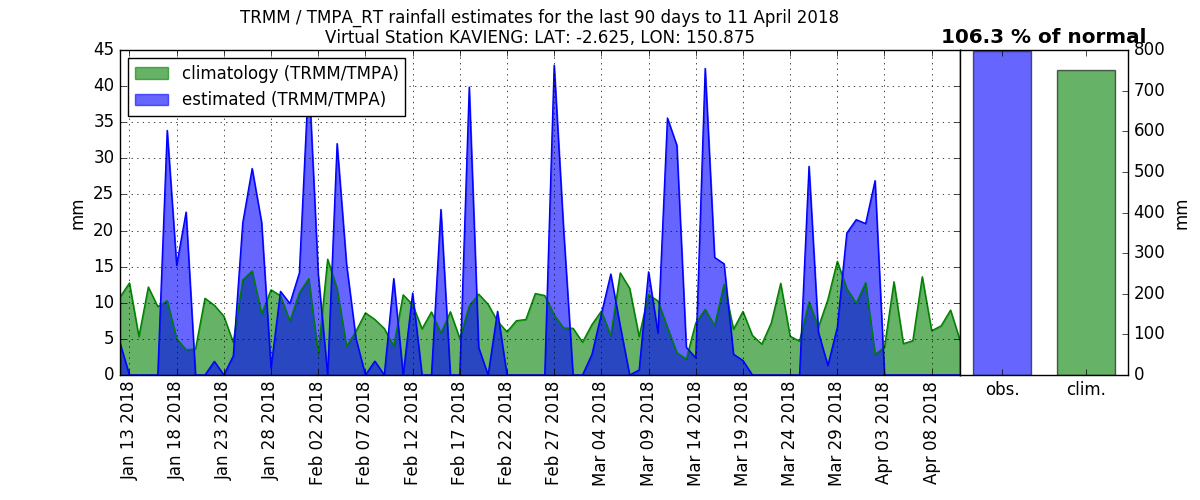 TRMM / TMPA_RT rainfall estimates for the last 90 days to 11 April 2018
Virtual Station KAVIENG: LAT: -2.625, LON: 150.875
106.3 % of normal
climatology (TRMM/TMPA)
estimated (TRMM/TMPA)
mm
45
40
35
30
25
20
15
10
5
0
Jan 13 2018
Jan 18 2018
Jan 23 2018
Jan 28 2018
Feb 02 2018
Feb 07 2018
Feb 12 2018
Feb 17 2018
Feb 22 2018
Feb 27 2018
Mar 04 2018
Mar 09 2018
Mar 14 2018
Mar 19 2018
Mar 24 2018
Mar 29 2018
Apr 03 2018
Apr 08 2018
obs.
clim.
800
700
600
500
400
300
200
100
0
mm